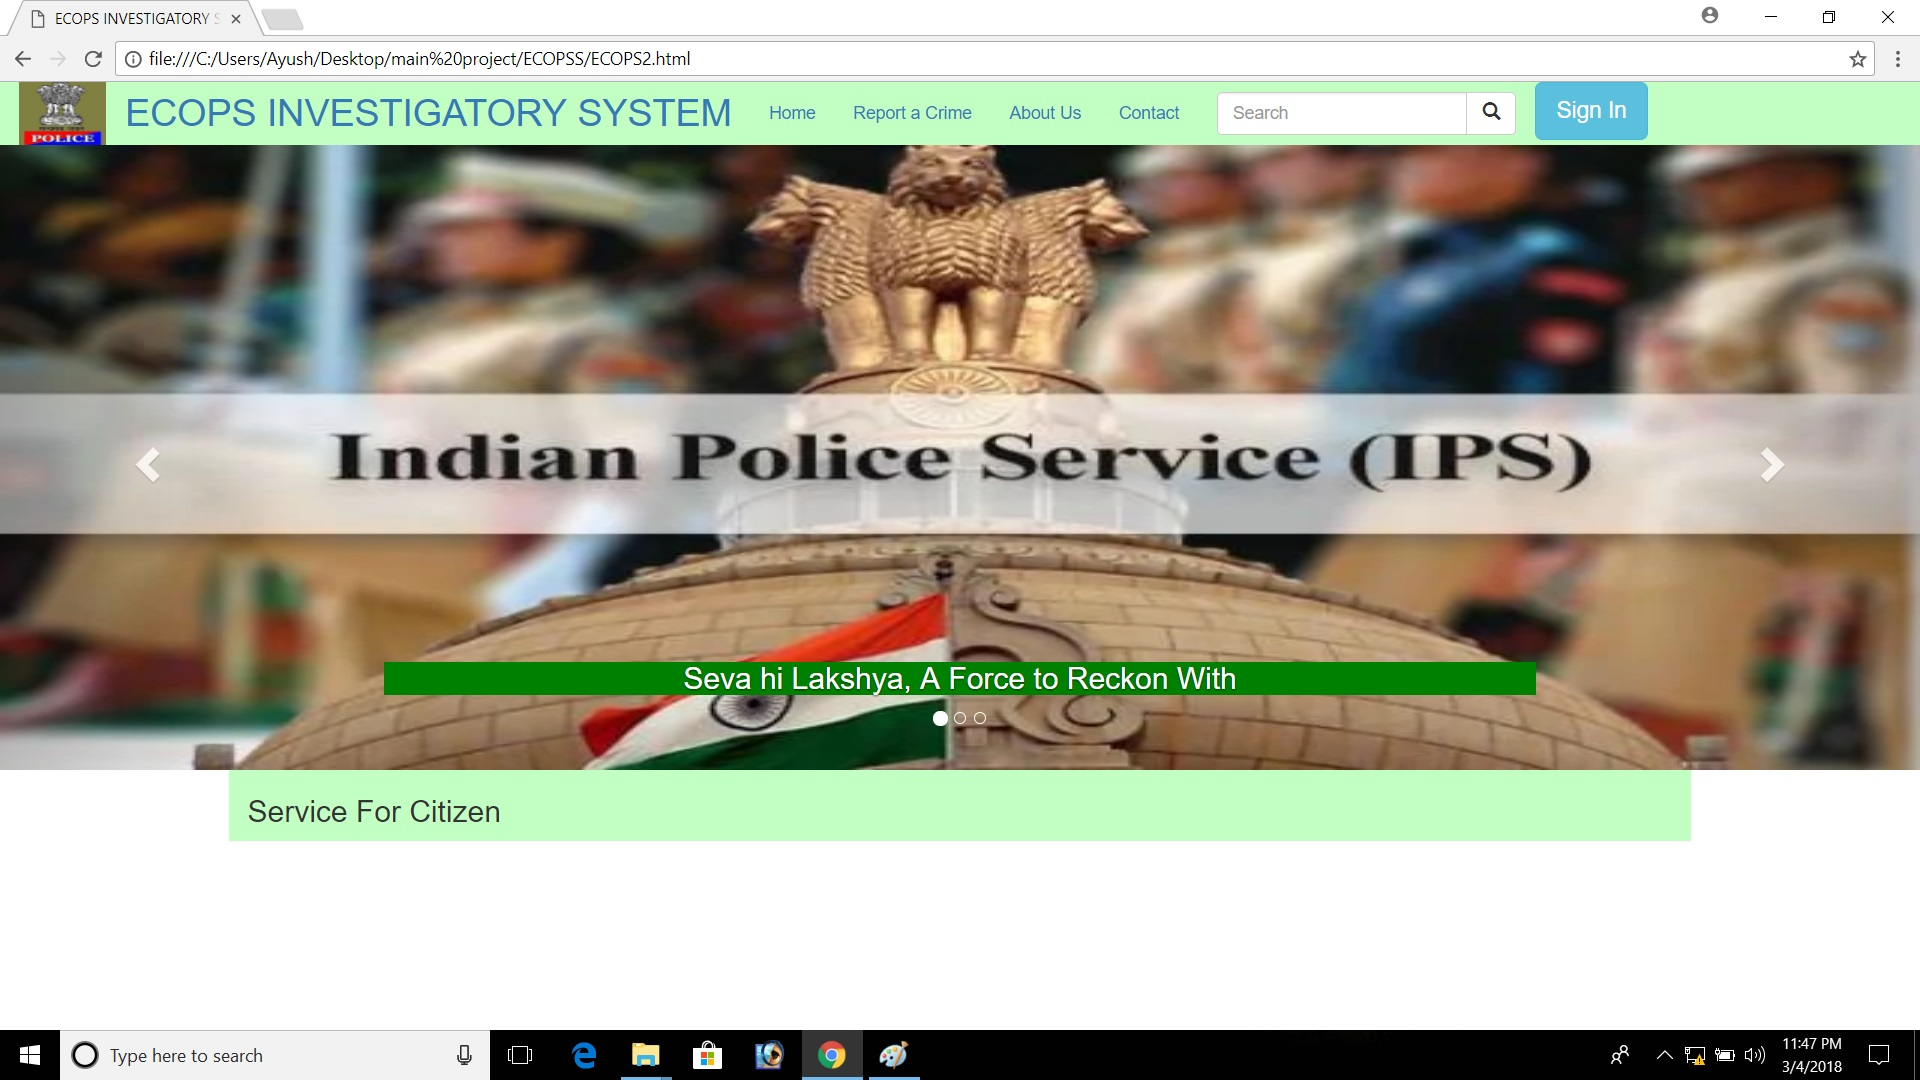 ECOPS INVESTIGATORY S
file:///C:/Users/Ayush/Desktop/main%20project/ECOPSS/ECOPS2.html
POLICE
ECOPS INVESTIGATORY SYSTEM
Home
Report a Crime
About Us
Contact
Search
Sign In
Indian Police Service (IPS)
Seva hi Lakshya, A Force to Reckon With
Service For Citizen
Type here to search
11:47 PM
3/4/2018